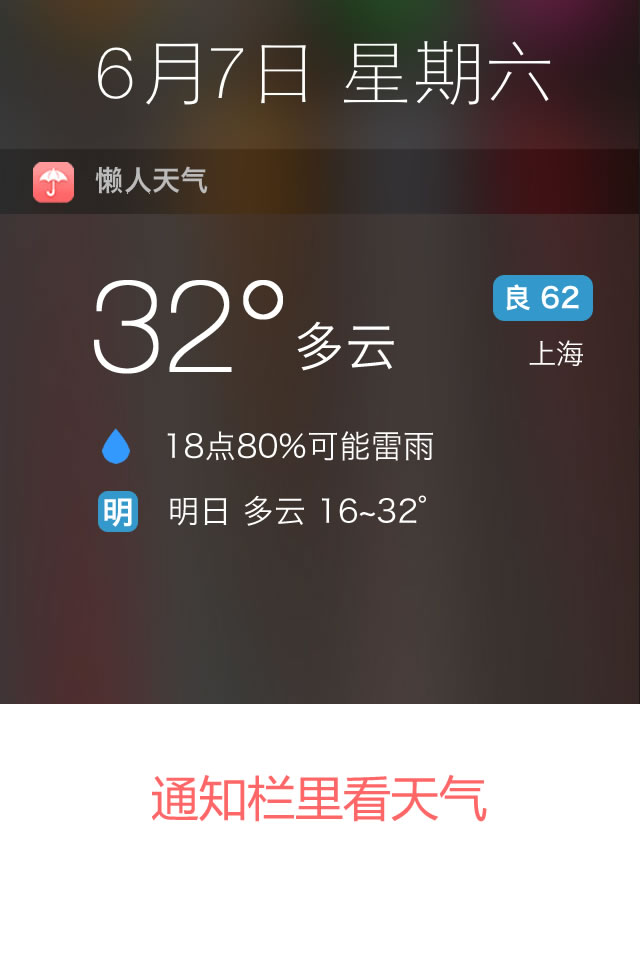 6月7日 星期六
懒人天气
32° 多云
良 62
上海
18点80%可能雷雨
明 明日 多云 16~32°
通知栏里看天气